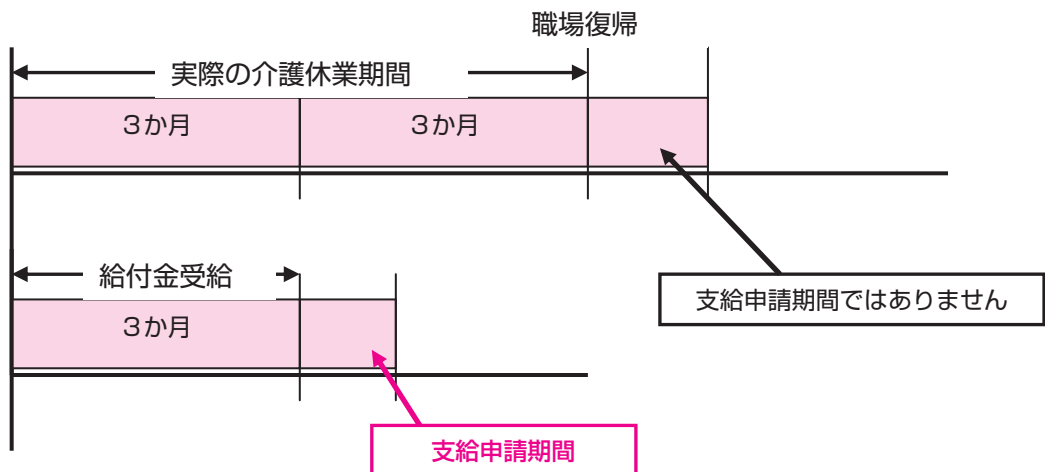 職場復帰
実際の介護休業期間
３か月
３か月
支給申請期間ではありません
給付金受給
３か月
支給申請期間